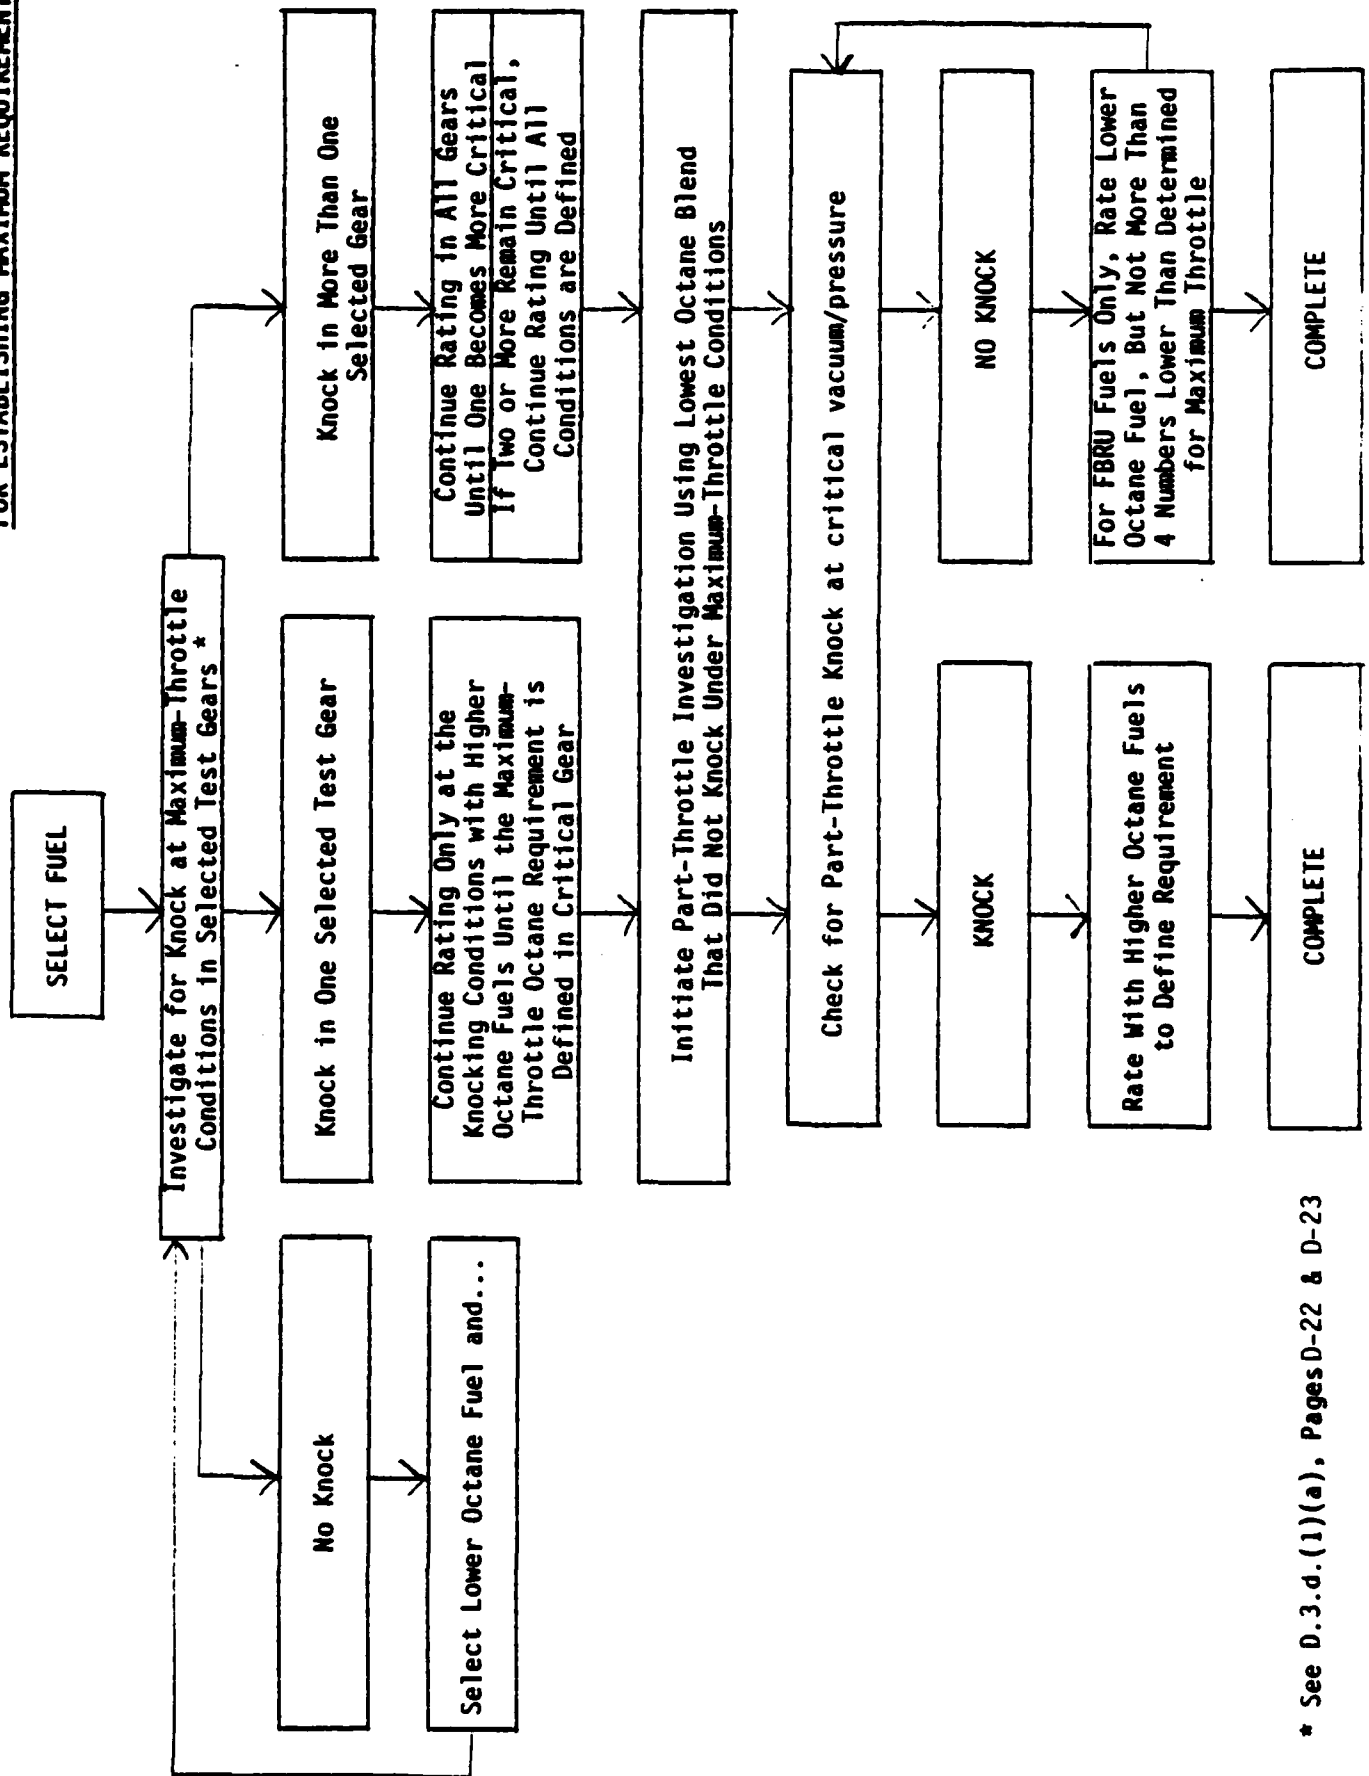 FOR ESTABLISHING MAXIMUM REQUIREMENT
SELECT FUEL
Investigate for Knock at Maximum-Throttle
Conditions in Selected Test Gears *
No Knock
Select Lower Octane Fuel and...
Knock in One Selected Test Gear
Continue Rating Only at the
Knocking Conditions with Higher
Octane Fuels Until the Maximum-
Throttle Octane Requirement is
Defined in Critical Gear
Knock in More Than One
Selected Gear
Continue Rating in All Gears
Until One Becomes More Critical
If Two or More Remain Critical,
Continue Rating Until All
Conditions are Defined
Initiate Part-Throttle Investigation Using Lowest Octane Blend
That Did Not Knock Under Maximum-Throttle Conditions
Check for Part-Throttle Knock at critical vacuum/pressure
KNOCK
Rate With Higher Octane Fuels
to Define Requirement
COMPLETE
NO KNOCK
For FBRU Fuels Only, Rate Lower
Octane Fuel, But Not More Than
4 Numbers Lower Than Determined
for Maximum Throttle
COMPLETE
* See D.3.d.(1)(a), Pages D-22 & D-23